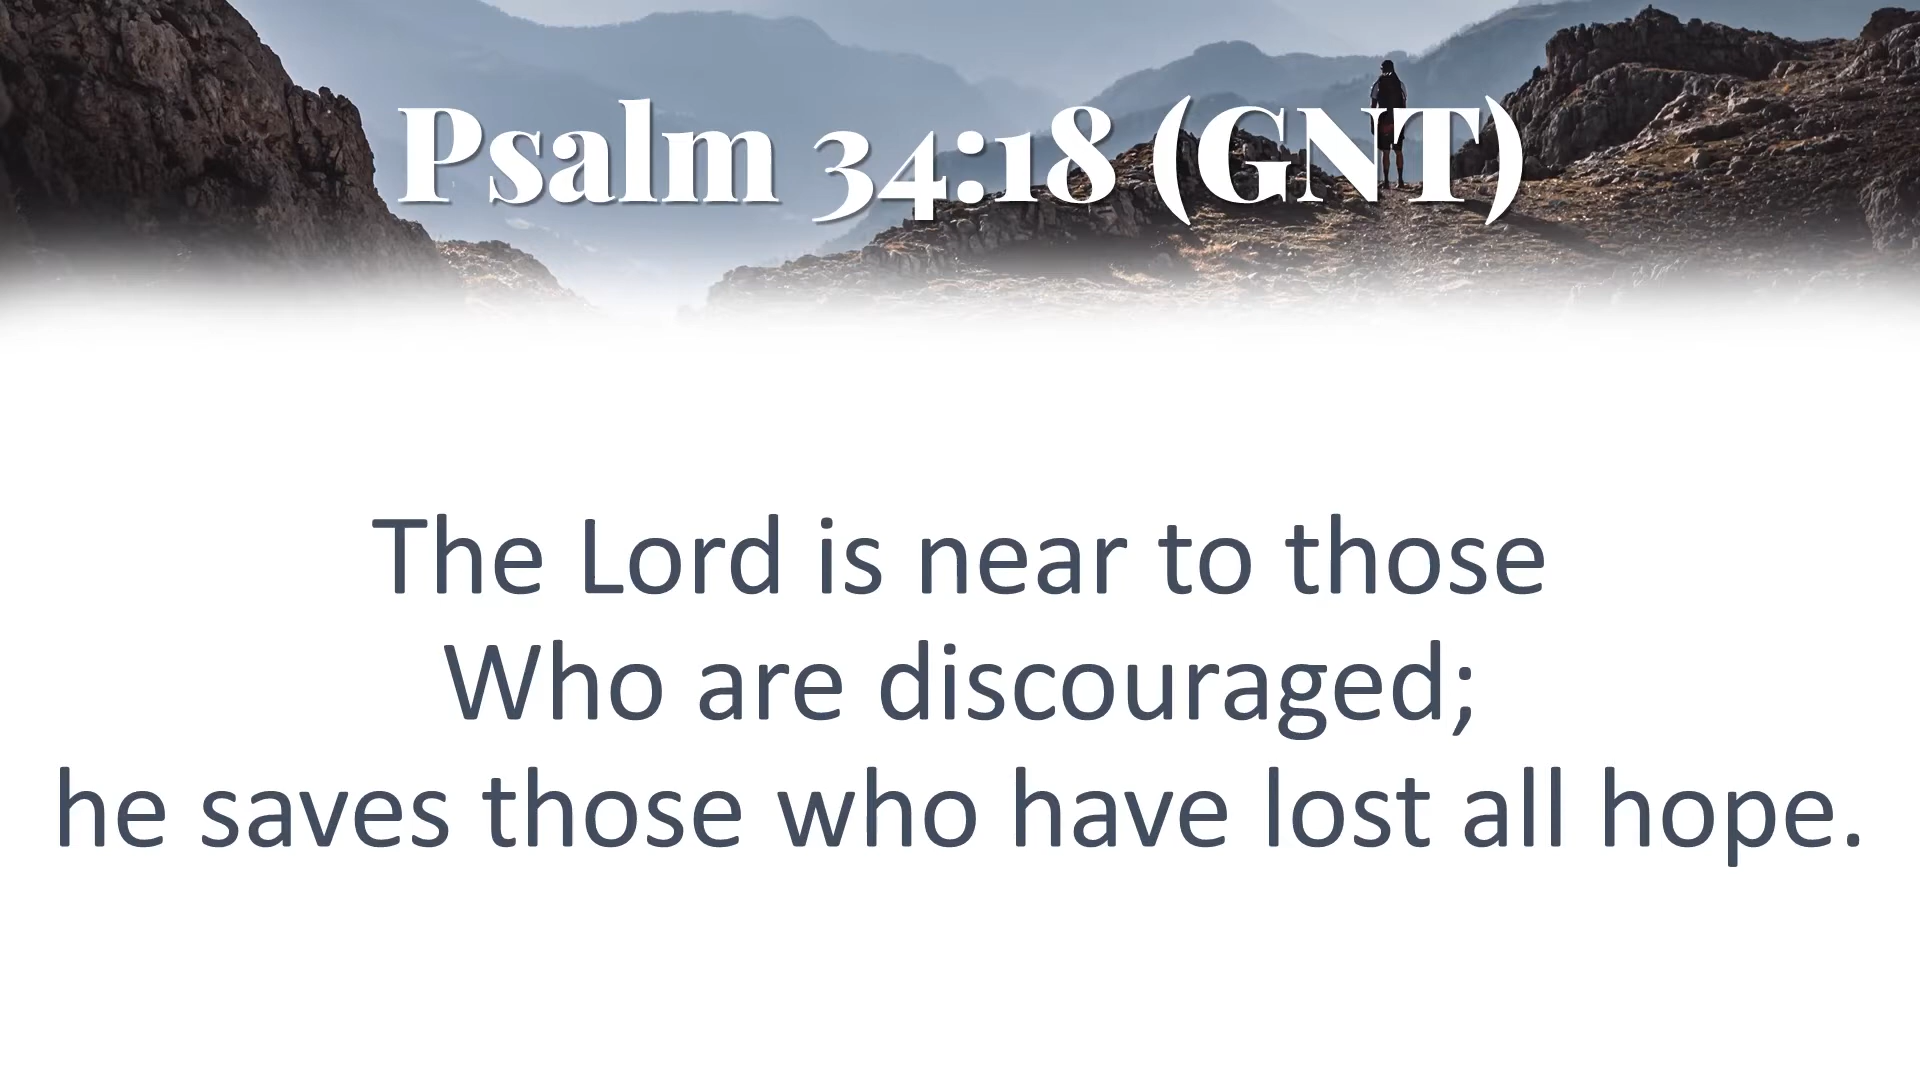 Psalm 34:18 (GNT)
The Lord is near to those
Who are discouraged;
he saves those who have lost all hope.